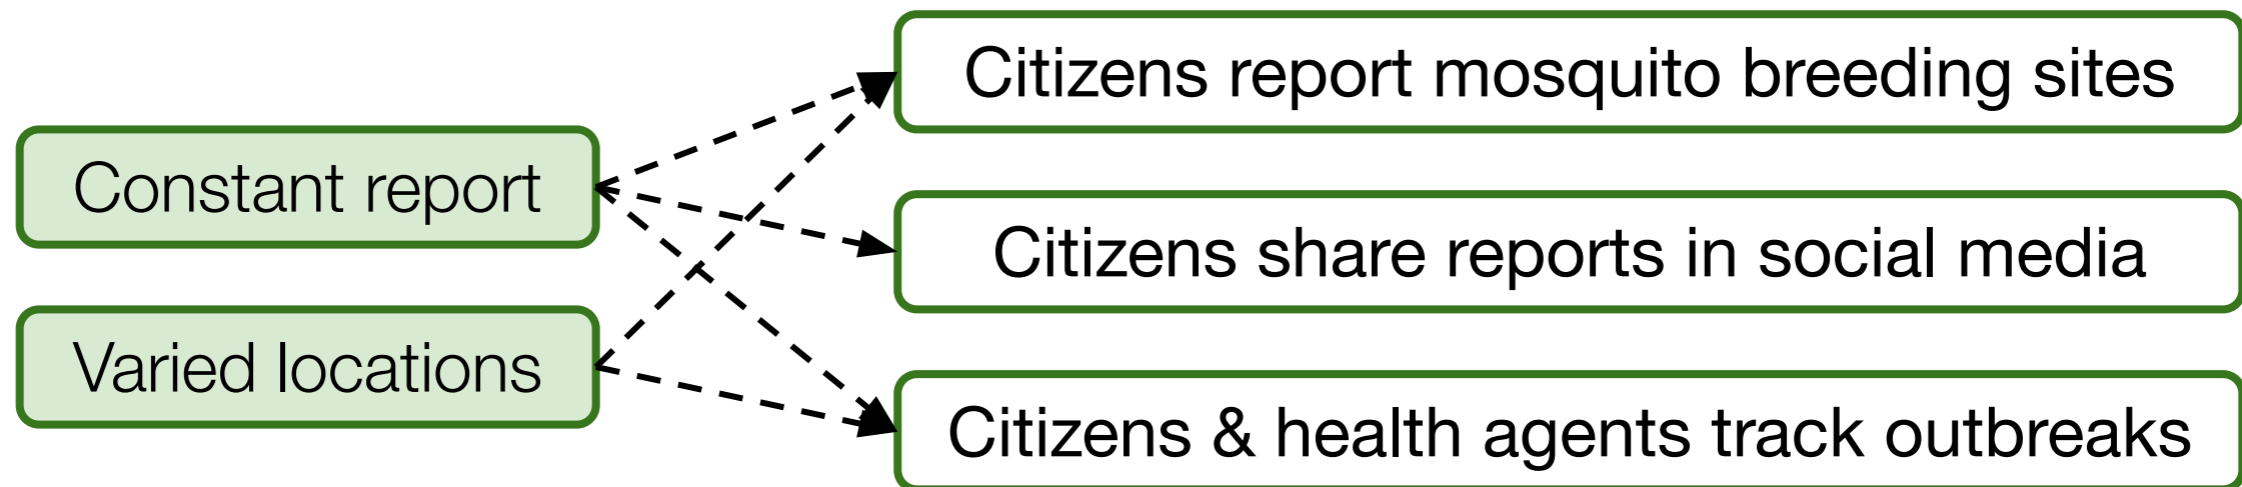 Constant report
Varied locations
Citizens report mosquito breeding sites
Citizens share reports in social media
Citizens & health agents track outbreaks